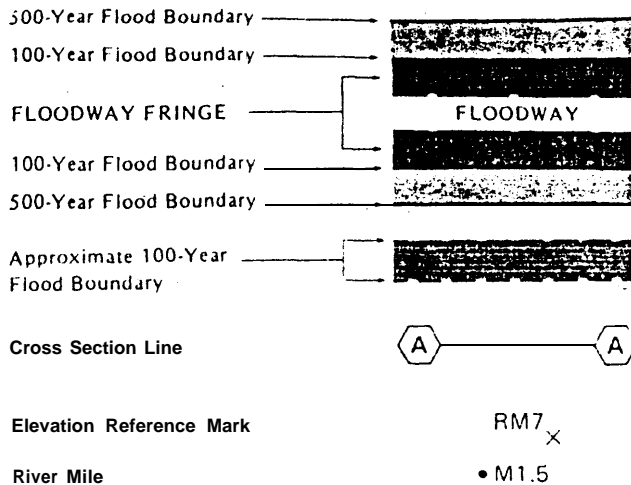 500-Year Flood Boundary
100-Year Flood Boundary
FLOODWAY FRINGE
FLOODWAY
100-Year Flood Boundary
500-Year Flood Boundary
Approximate 100-Year
Flood Boundary
Cross Section Line
A A
Elevation Reference Mark
RM7
River Mile
M1.5